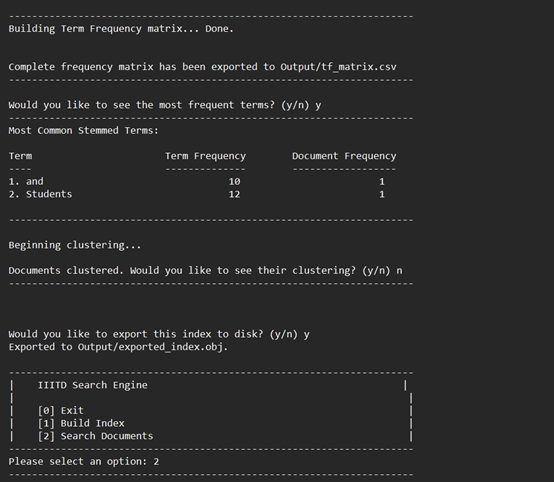 ----------------------------------------------------------------
Building Term Frequency matrix... Done.
Complete frequency matrix has been exported to Output/tf_matrix.csv
----------------------------------------------------------------
Would you like to see the most frequent terms? (y/n) y
----------------------------------------------------------------
Most Common Stemmed Terms:
Term                     Term Frequency       Document Frequency
----                     --------------       ------------------
1. and                             10                      1
2. Students                        12                      1
----------------------------------------------------------------
Beginning clustering...
Documents clustered. Would you like to see their clustering? (y/n) n
----------------------------------------------------------------
Would you like to export this index to disk? (y/n) y
Exported to Output/exported_index.obj.
----------------------------------------------------------------
|    IIITD Search Engine                                        |
|                                                                |
|    [0] Exit                                                    |
|    [1] Build Index                                             |
|    [2] Search Documents                                        |
----------------------------------------------------------------
Please select an option: 2
----------------------------------------------------------------